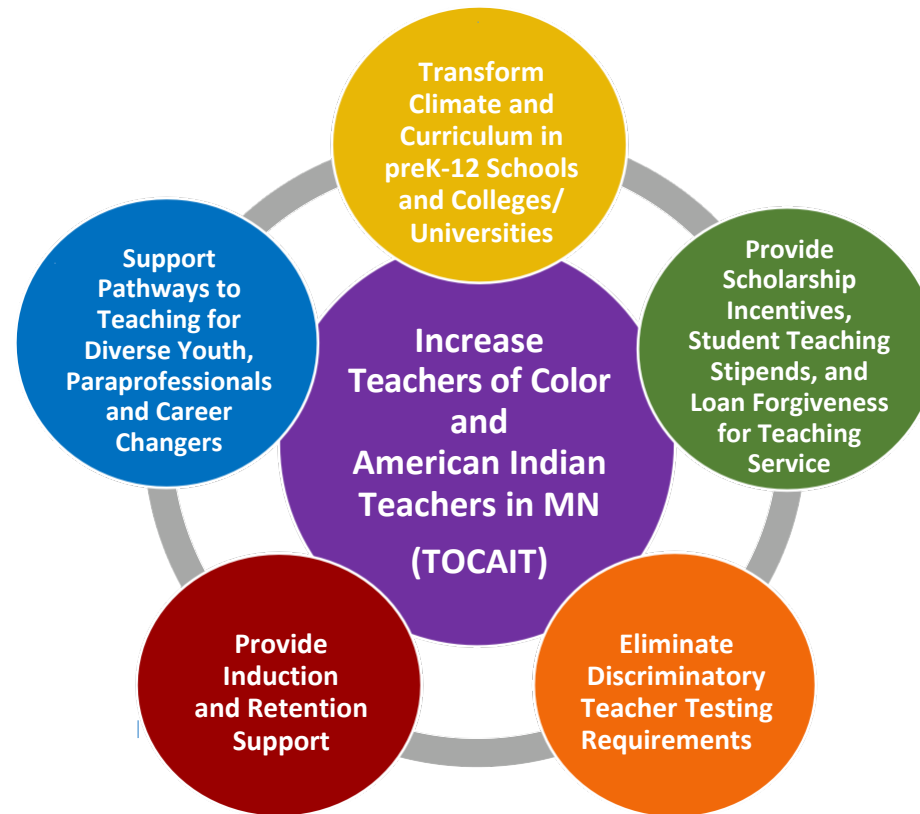 Transform
Climate and
Curriculum in
preK-12 Schools
and Colleges/
Universities
Provide
Scholarship
Incentives,
Student Teaching
Stipends, and
Loan Forgiveness
for Teaching
Service
Eliminate
Discriminatory
Teacher Testing
Requirements
Provide
Induction
and Retention
Support
Support
Pathways to
Teaching for
Diverse Youth,
Paraprofessionals
and Career
Changers
Increase
Teachers of Color
and
American Indian
Teachers in MN
(TOCAIT)